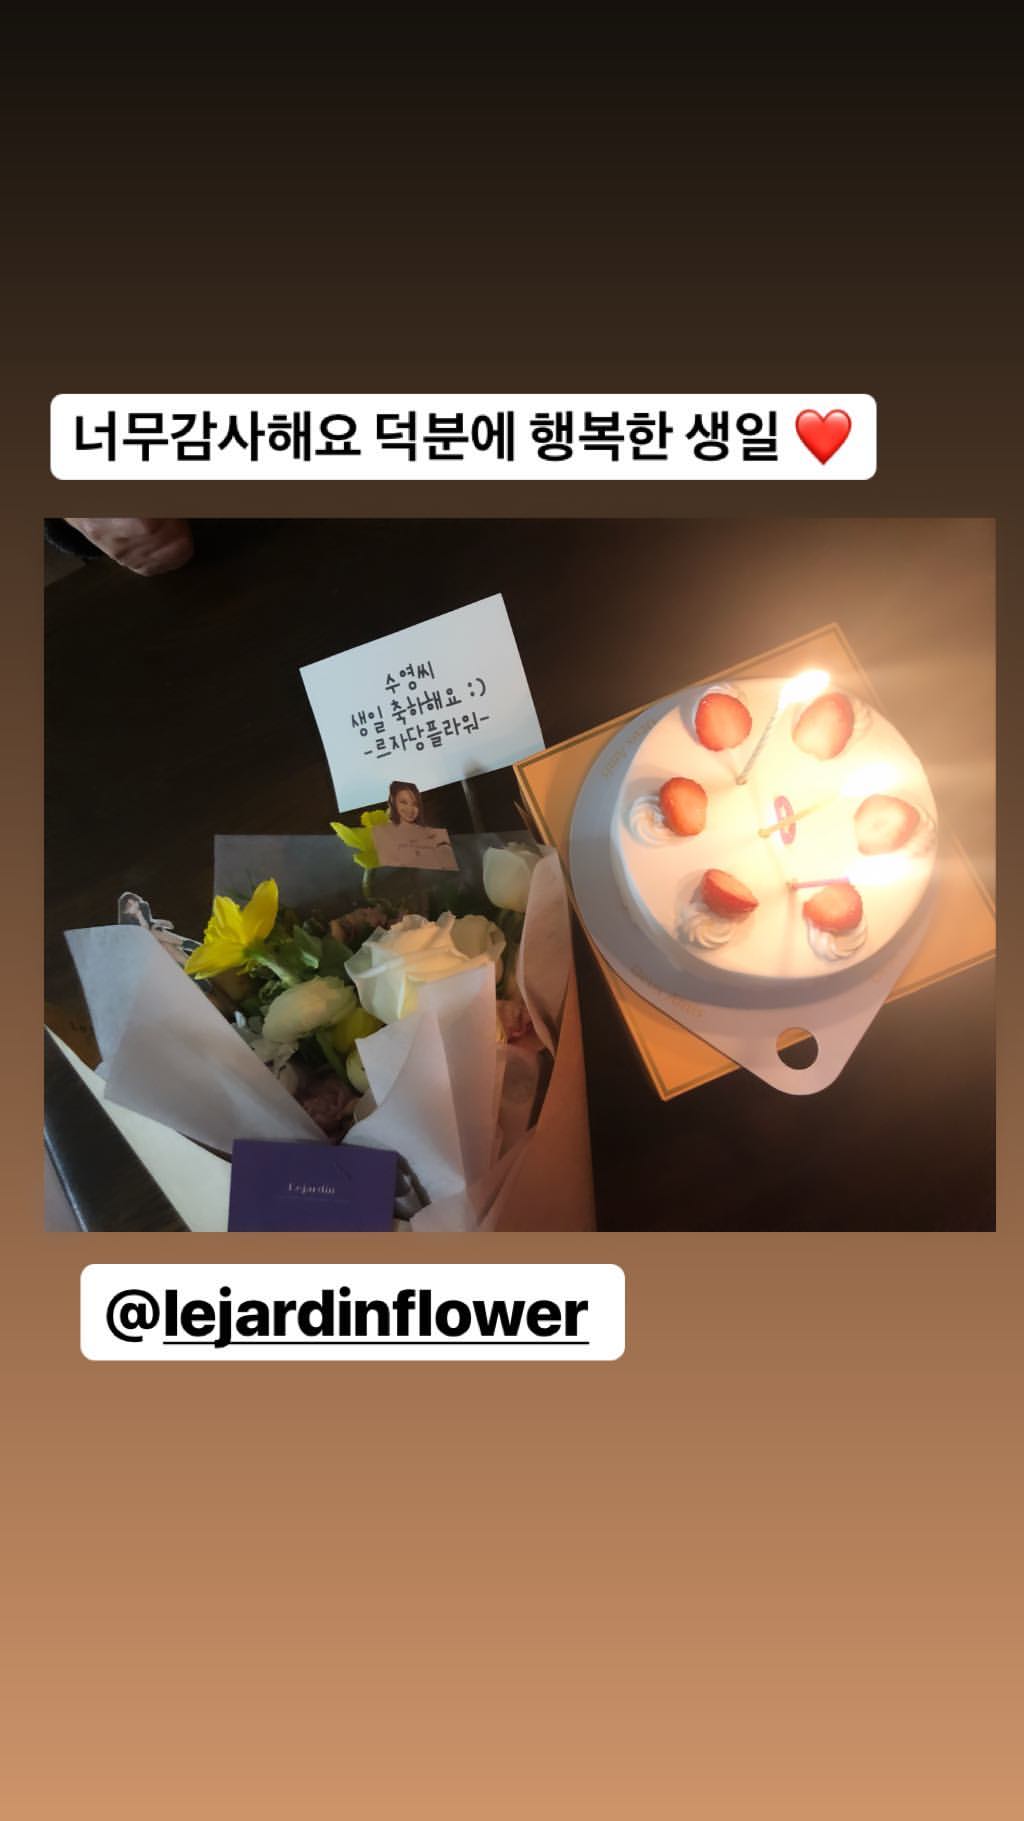 너무감사해요 덕분에 행복한 생일 ❤️
수영씨
생일 축하해요 :)
-르자당플라워-
Lejardin
@lejardinflower